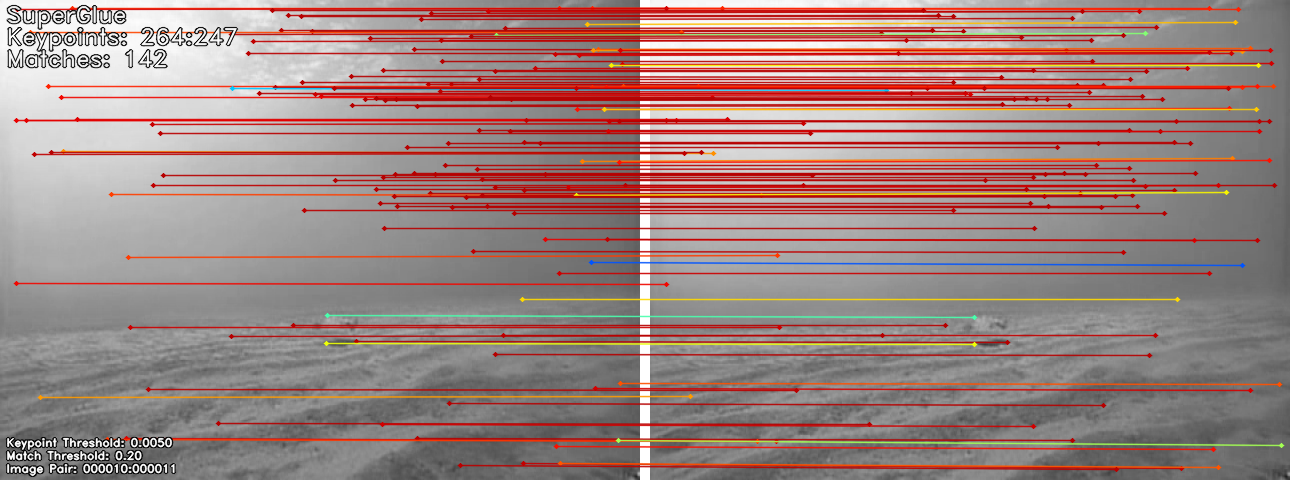 SuperGlue
Keypoints: 264:247
Matches: 142
Keypoint Threshold: 0.0050
Match Threshold: 0.20
Image Pair: 000010:000011